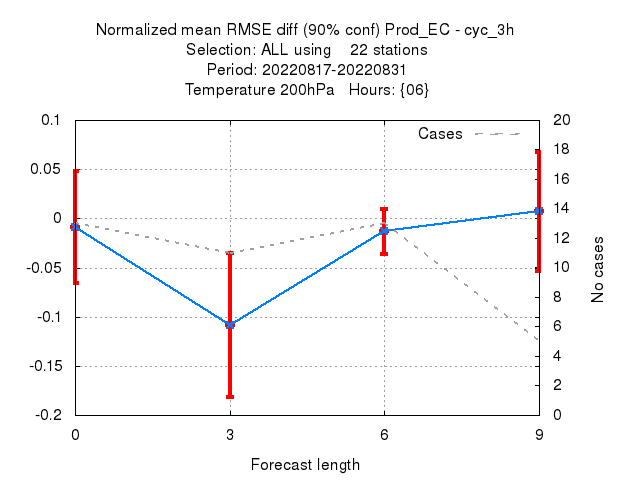 Normalized mean RMSE diff (90% conf) Prod_EC - cyc_3h
Selection: ALL using    22 stations
Period: 20220817-20220831
Temperature 200hPa   Hours: {06}
Cases
0.1
0.05
0
-0.05
-0.1
-0.15
-0.2
20
18
16
14
12
10
8
6
4
2
0
No cases
0 3 6 9
Forecast length